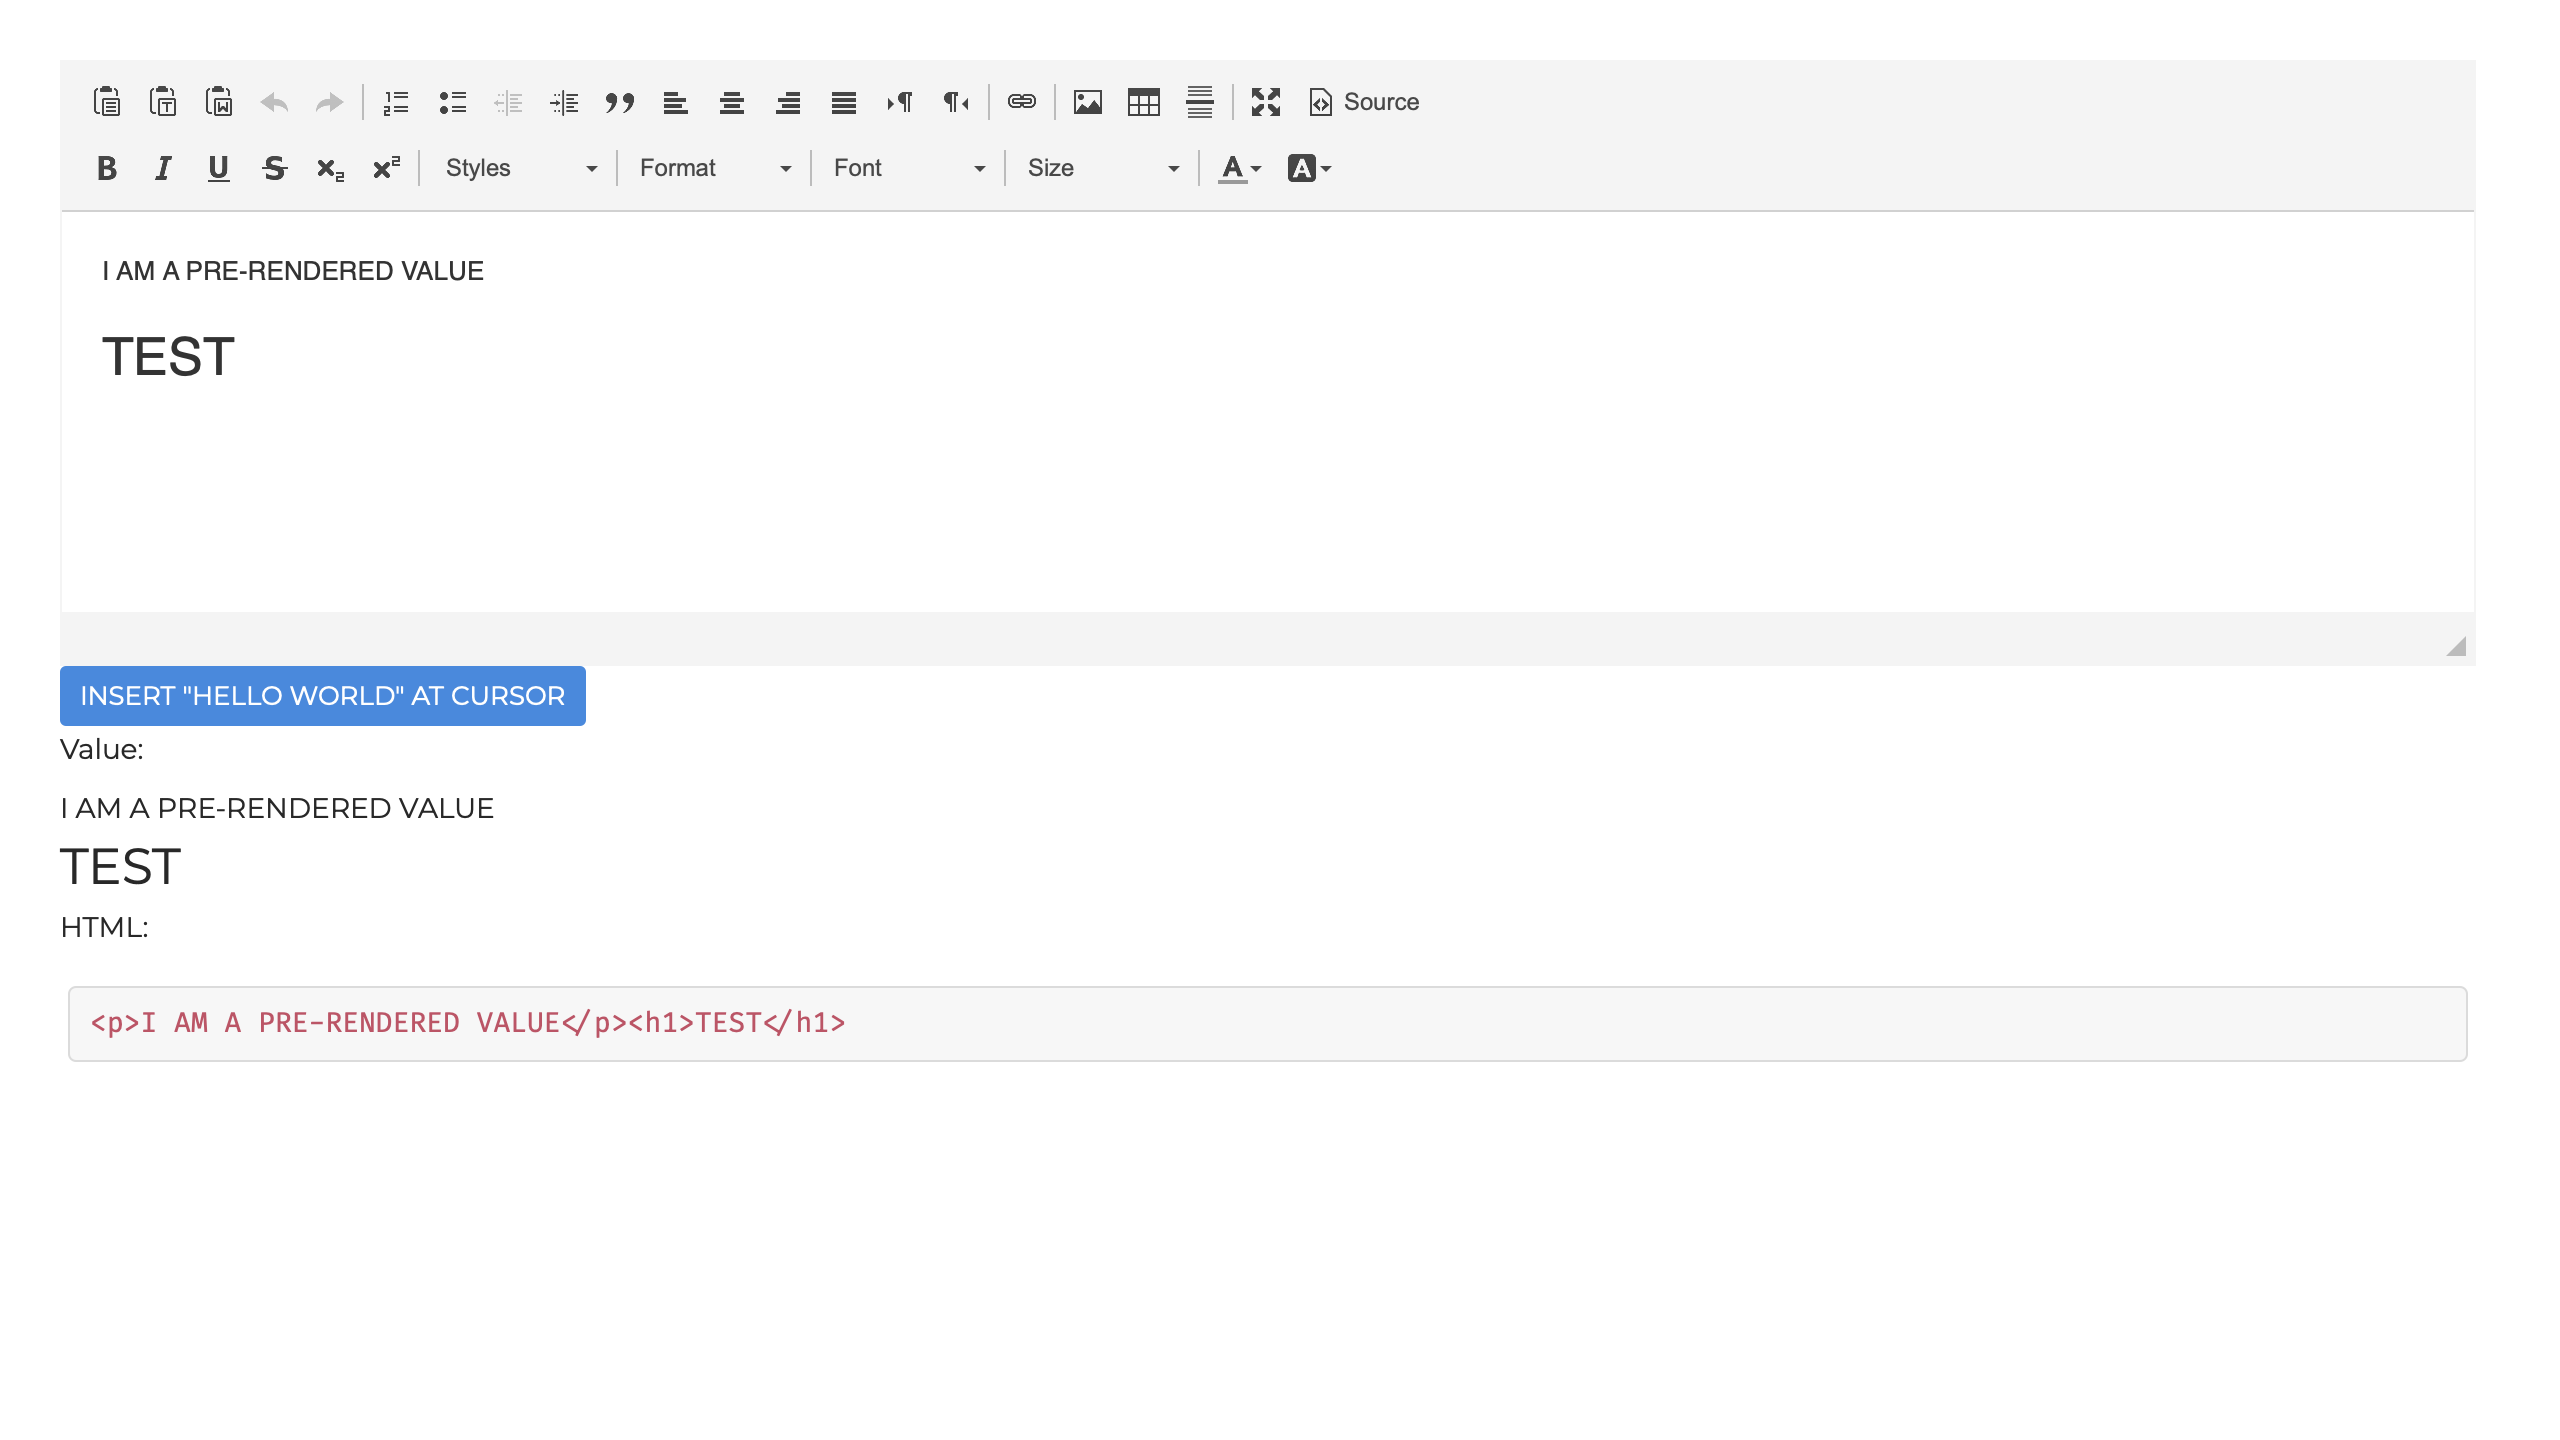 Source
Styles Format Font Size
I AM A PRE-RENDERED VALUE
TEST
INSERT "HELLO WORLD" AT CURSOR
Value:
I AM A PRE-RENDERED VALUE
TEST
HTML:
<p>I AM A PRE-RENDERED VALUE</p><h1>TEST</h1>